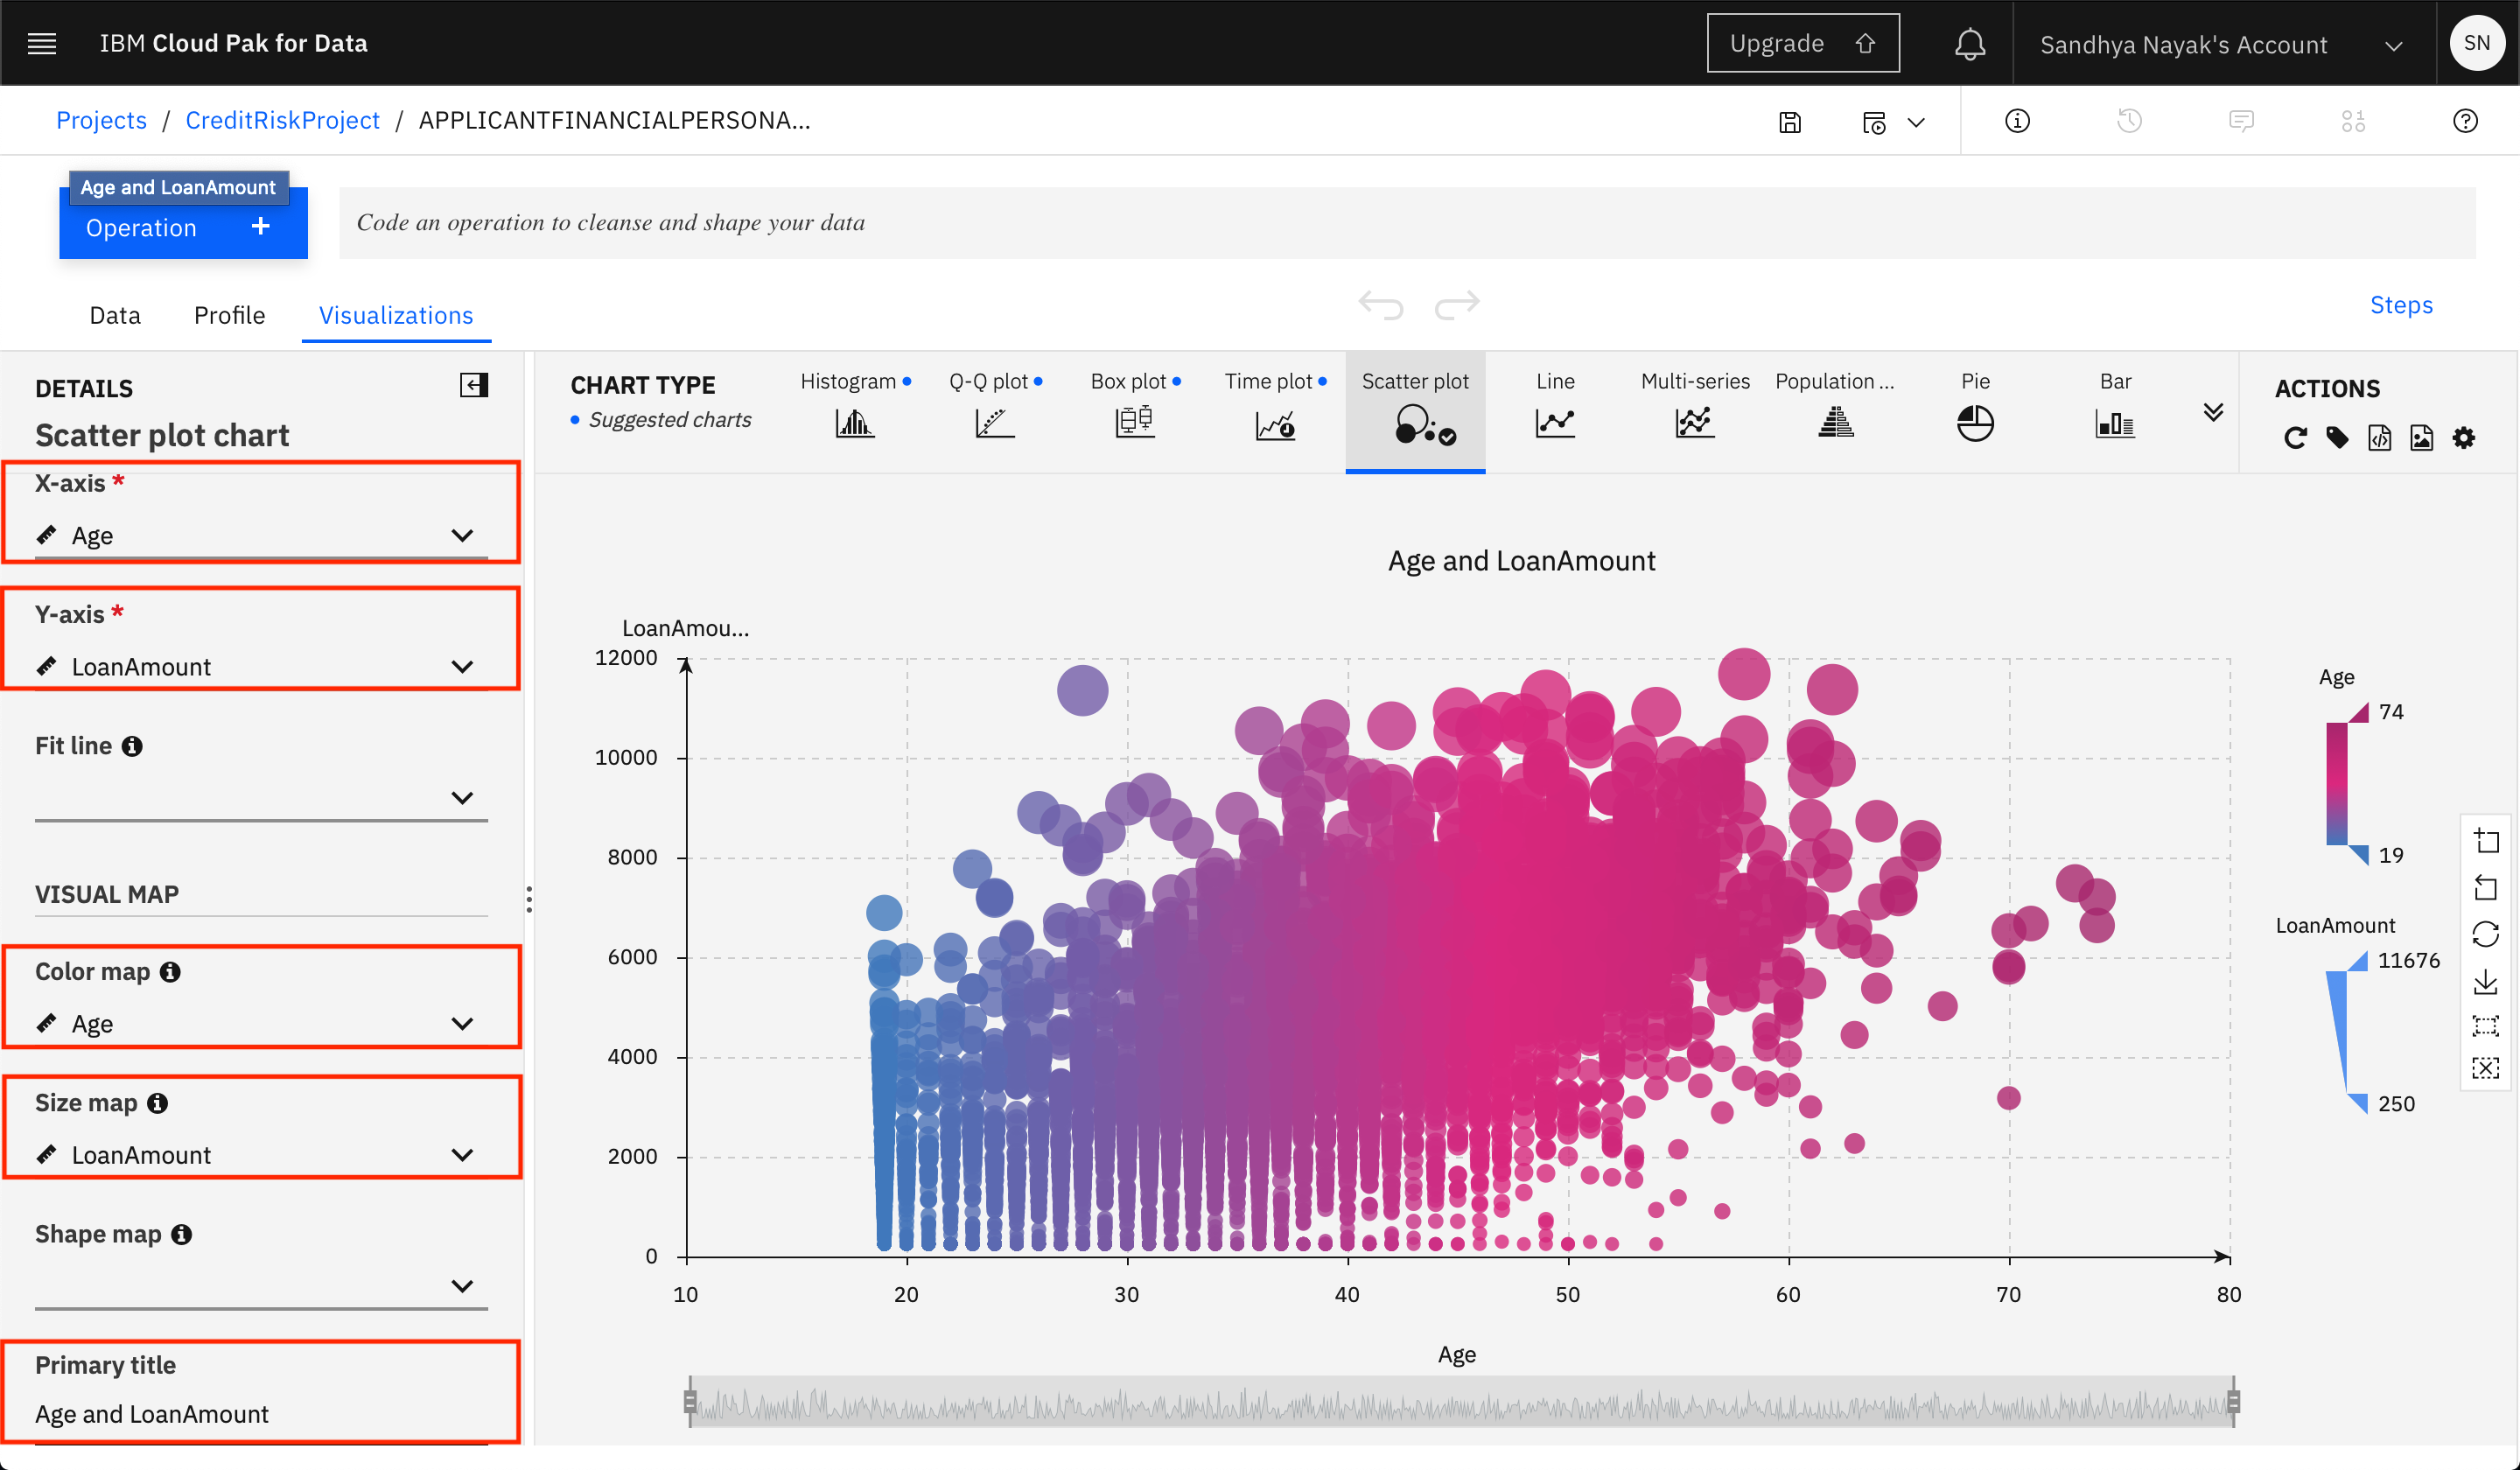 IBM Cloud Pak for Data
Upgrade
Sandhya Nayak's Account
SN
Projects / CreditRiskProject / APPLICANTFINANCIALPERSONA...
Age and LoanAmount
Operation +
Code an operation to cleanse and shape your data
Data Profile Visualizations
Steps
DETAILS
Scatter plot chart
X-axis *
Age
Y-axis *
LoanAmount
Fit line
VISUAL MAP
Color map
Age
Size map
LoanAmount
Shape map
Primary title
Age and LoanAmount
CHART TYPE
Suggested charts
Histogram
Q-Q plot
Box plot
Time plot
Scatter plot
Line
Multi-series
Population ...
Pie
Bar
ACTIONS
Age and LoanAmount
LoanAmou...
12000
10000
8000
6000
4000
2000
0
10 20 30 40 50 60 70 80
Age
Age
74
19
LoanAmount
11676
250